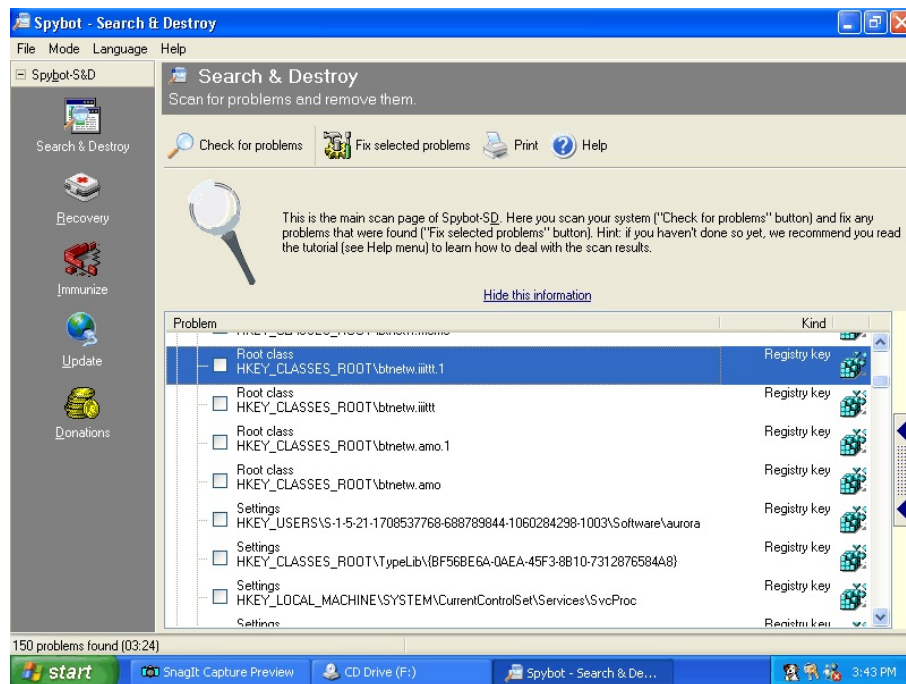 Spybot - Search & Destroy
File Mode Language Help
Spybot-S&D
Search & Destroy
Scan for problems and remove them.
Check for problems Fix selected problems Print Help
Search & Destroy
Recovery
Immunize
Update
Donations
This is the main scan page of Spybot-SD. Here you scan your system ("Check for problems" button) and fix any
problems that were found ("Fix selected problems" button). Hint: if you haven't done so yet, we recommend you read
the tutorial (see Help menu) to learn how to deal with the scan results.
Hide this information
Problem Kind
Root class Registry key
HKEY_CLASSES_ROOT\btnetw.iiittt.1
Root class Registry key
HKEY_CLASSES_ROOT\btnetw.iiittt
Root class Registry key
HKEY_CLASSES_ROOT\btnetw.amo.1
Root class Registry key
HKEY_CLASSES_ROOT\btnetw.amo
Settings Registry key
HKEY_USERS\S-1-5-21-1708537768-688789844-1060284298-1003\Software\aurora
Settings Registry key
HKEY_CLASSES_ROOT\TypeLib\{BF56BE6A-0AEA-45F3-8B10-7312876584A8}
Settings Registry key
HKEY_LOCAL_MACHINE\SYSTEM\CurrentControlSet\Services\SvcProc
Settings Registry key
150 problems found (03:24)
start SnagIt Capture Preview CD Drive (F:) Spybot - Search & De... 3:43 PM